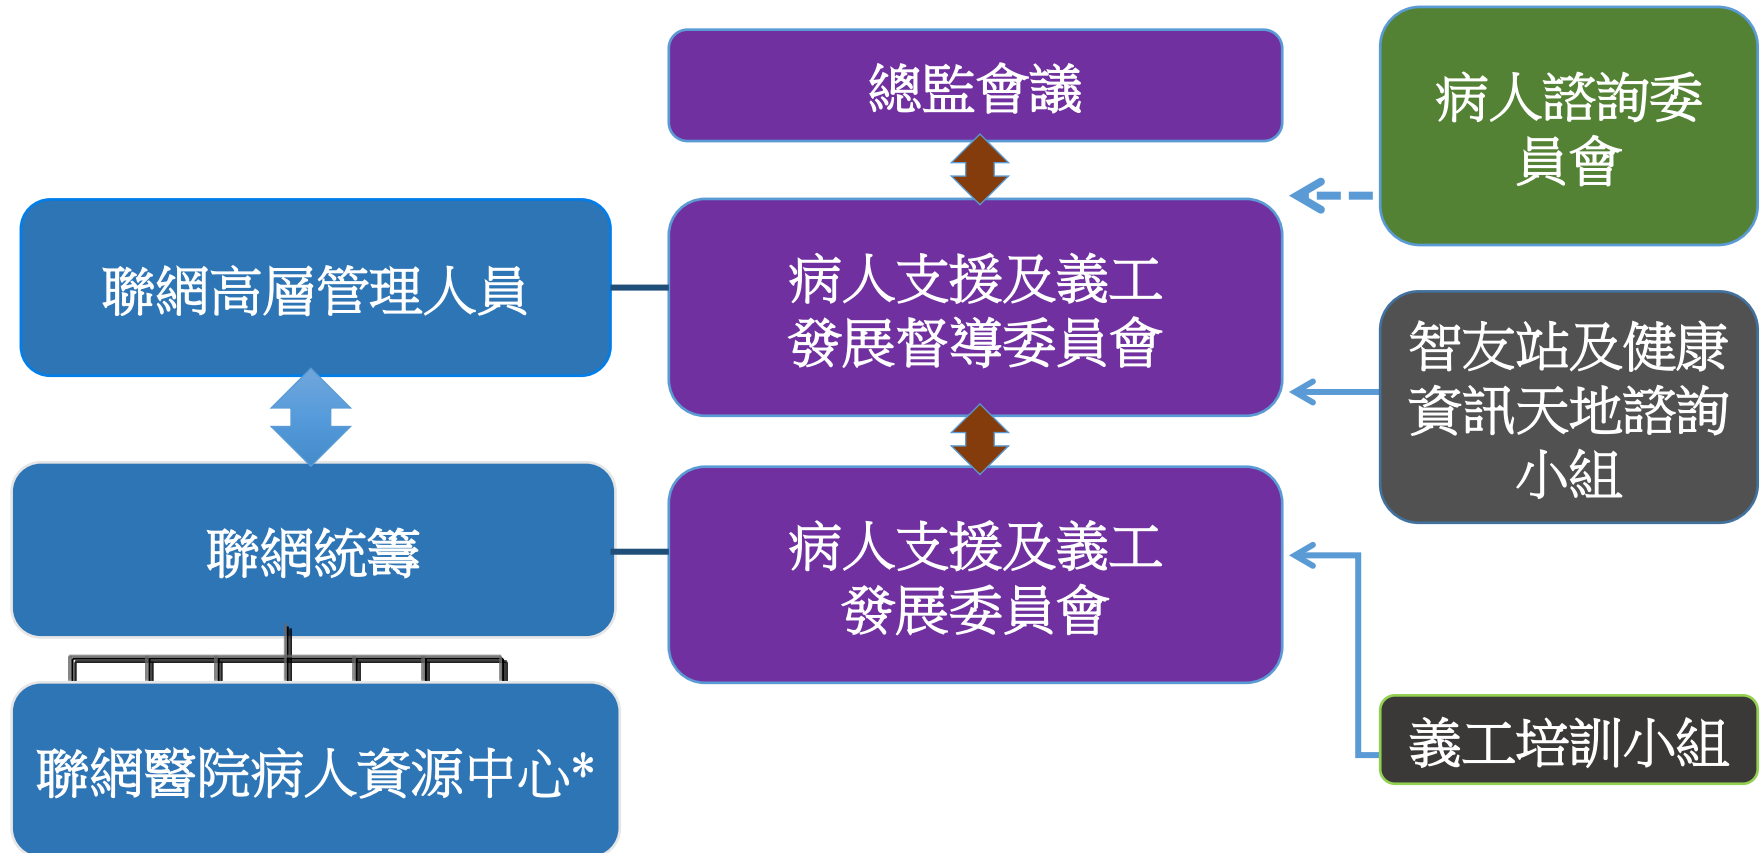 總監會議
病人諮詢委
員會
聯網高層管理人員
病人支援及義工
發展督導委員會
智友站及健康
資訊天地諮詢
小組
聯網統籌
病人支援及義工
發展委員會
聯網醫院病人資源中心*
義工培訓小組